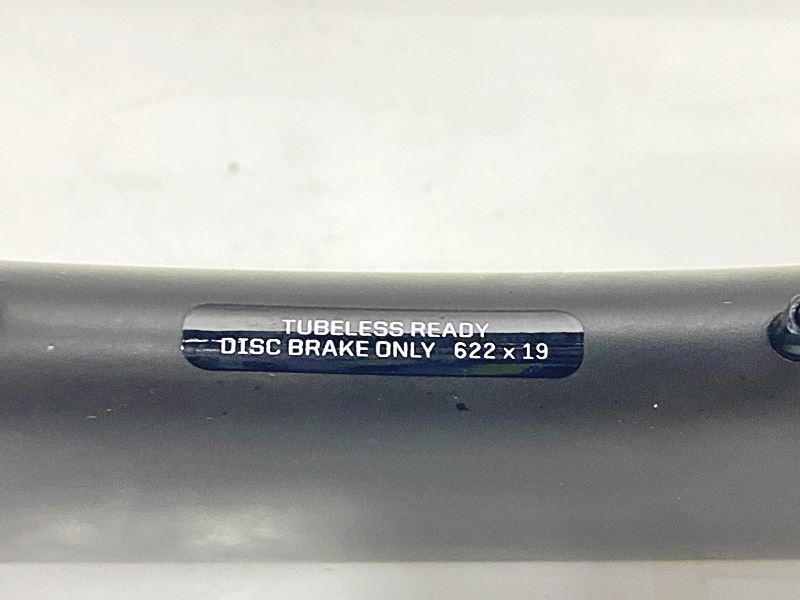 TUBELESS READY
DISC BRAKE ONLY 622 x 19